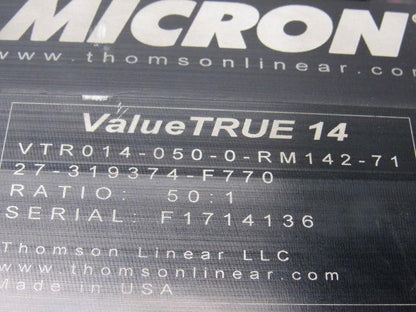 MICRON
www.thomsonlinear.com
ValueTRUE 14
VTR014-050-0-RM142-71
27-319374-F770
RATIO: 50:1
SERIAL: F1714136
Thomson Linear LLC
www.thomsonlinear.com
Made in USA